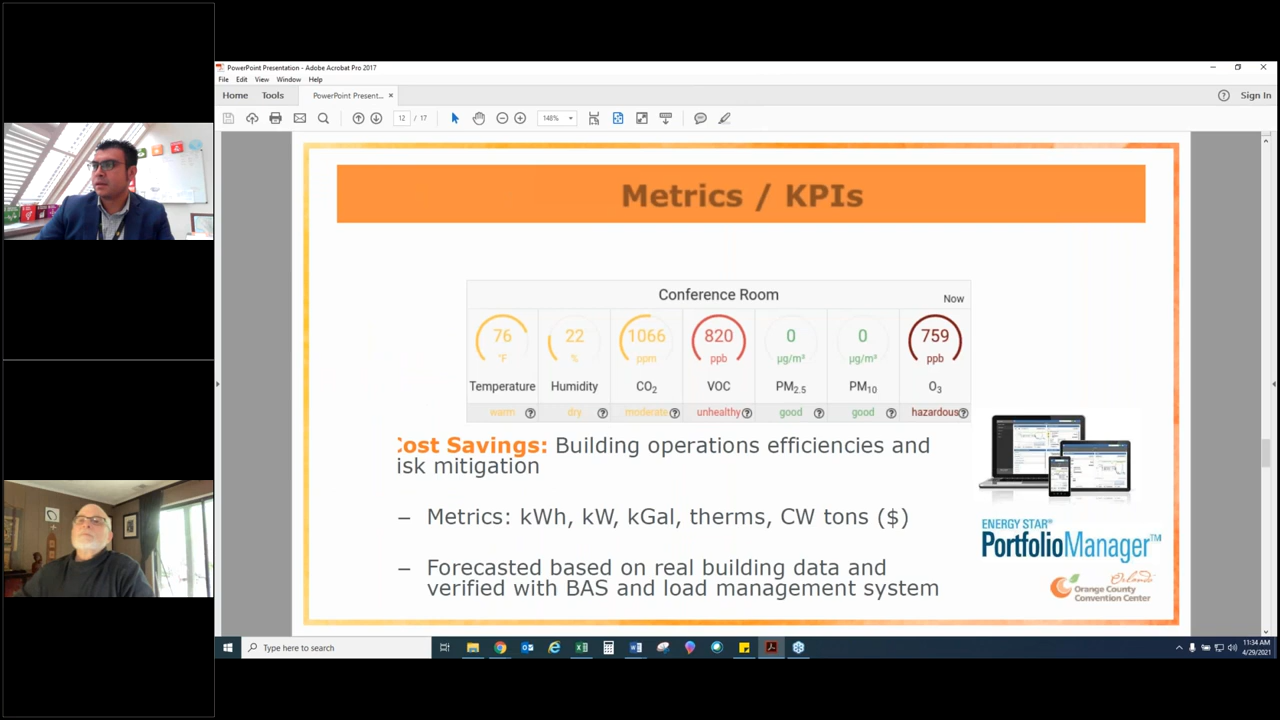 PowerPoint Presentation - Adobe Acrobat Pro 2017
File Edit View Window Help
Home Tools PowerPoint Present... × Sign In
12 / 17 148%
Metrics / KPIs
Conference Room Now
76 22 1066 820 0 0 759
°F % ppm ppb µg/m³ µg/m³ ppb
Temperature Humidity CO2 VOC PM2.5 PM10 O3
warm dry moderate unhealthy good good hazardous
Cost Savings: Building operations efficiencies and
risk mitigation
– Metrics: kWh, kW, kGal, therms, CW tons ($)
– Forecasted based on real building data and
verified with BAS and load management system
ENERGY STAR®
PortfolioManager™
Orlando
Orange County
Convention Center
Type here to search
11:34 AM
4/29/2021